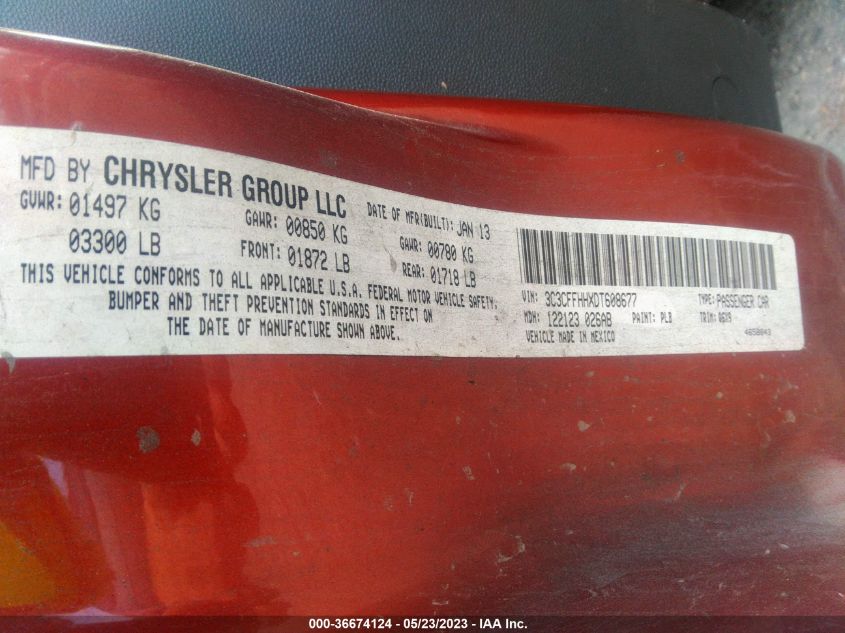 MFD BY CHRYSLER GROUP LLC
DATE OF MFR(BUILT): JAN 13
GVWR: 01497 KG
03300 LB
GAWR: 00850 KG
FRONT: 01872 LB
GAWR: 00780 KG
REAR: 01718 LB
THIS VEHICLE CONFORMS TO ALL APPLICABLE U.S.A. FEDERAL MOTOR VEHICLE SAFETY,
BUMPER AND THEFT PREVENTION STANDARDS IN EFFECT ON
THE DATE OF MANUFACTURE SHOWN ABOVE.
VIN: 3C3CFFHHXDT608677
TYPE: PASSENGER CAR
MDH: 122123 026AB
PAINT: PLB
TRIM: G6X9
VEHICLE MADE IN MEXICO
000-36674124 — 05/23/2023 — IAA Inc.